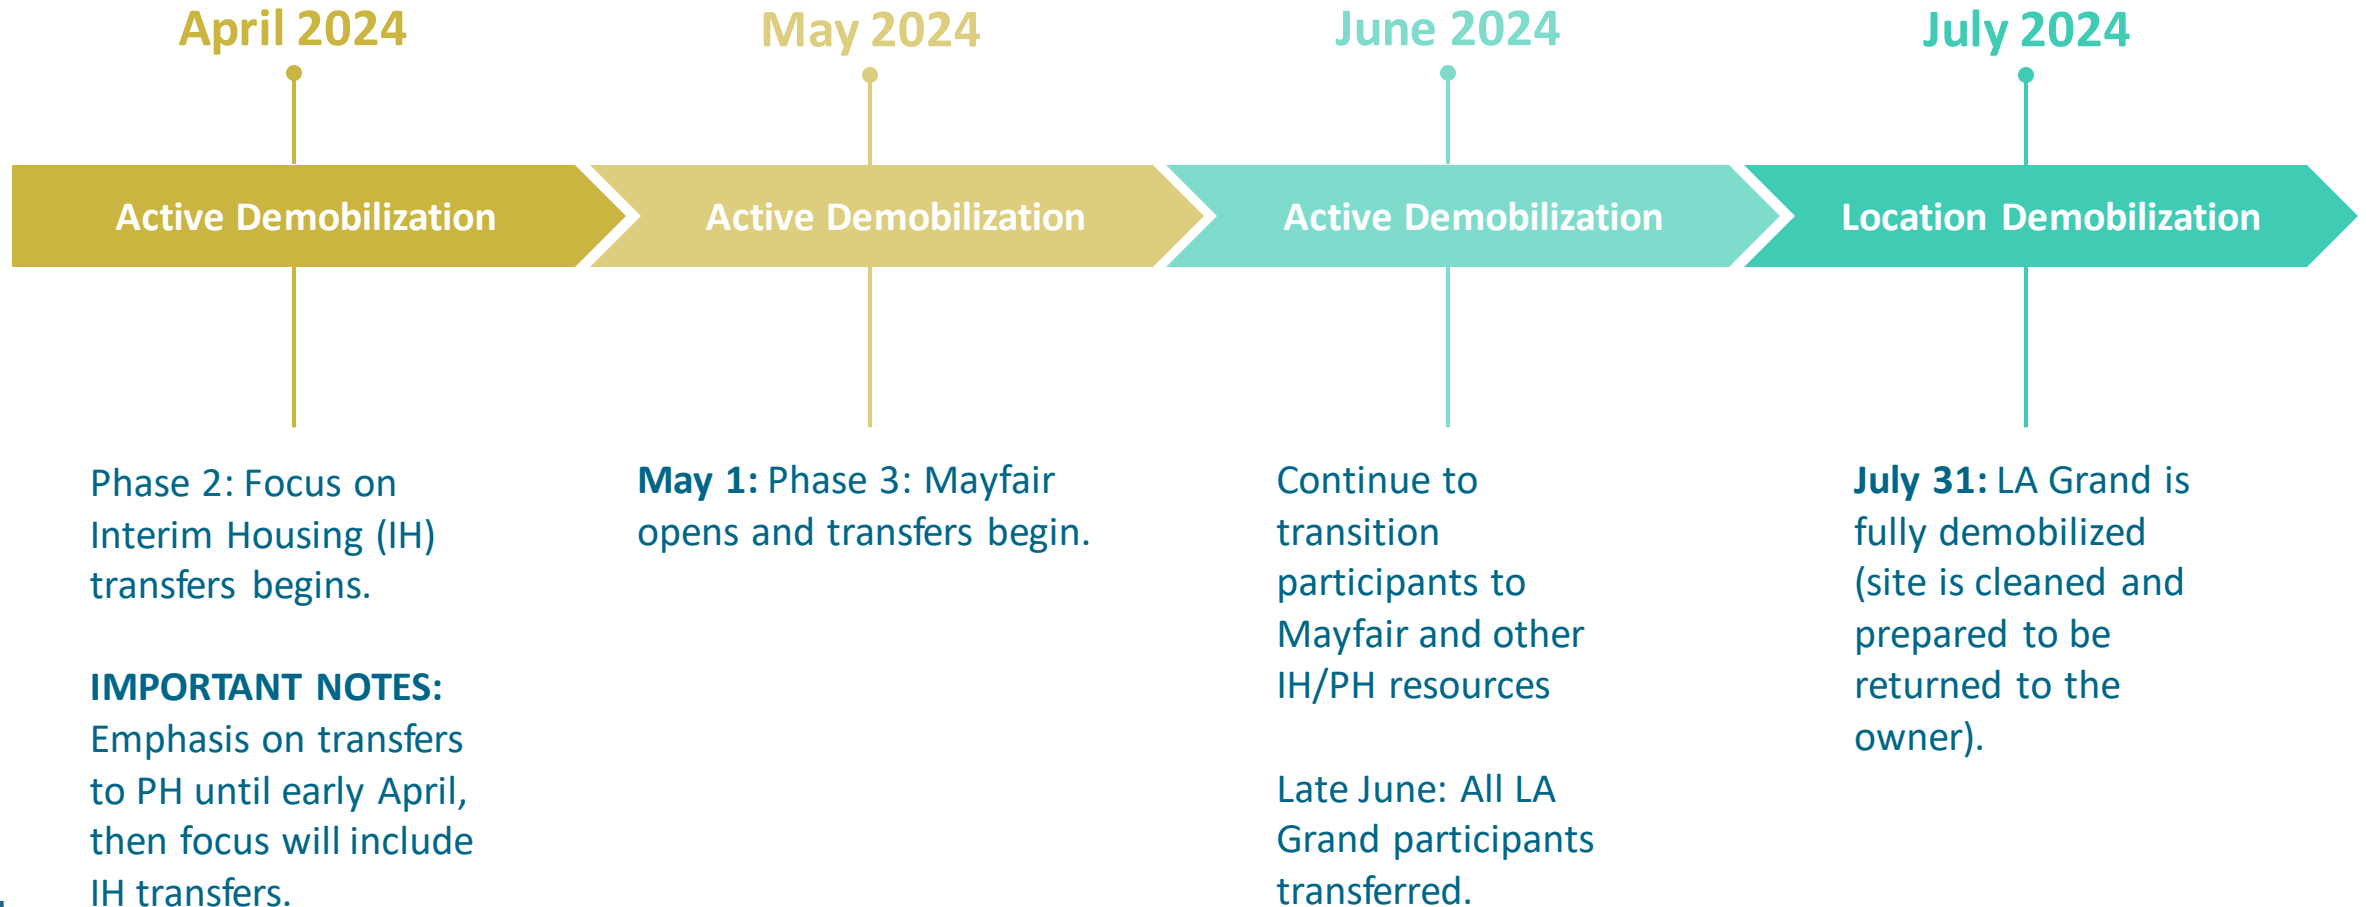 April 2024
May 2024
June 2024
July 2024
Active Demobilization
Active Demobilization
Active Demobilization
Location Demobilization
Phase 2: Focus on
Interim Housing (IH)
transfers begins.
IMPORTANT NOTES:
Emphasis on transfers
to PH until early April,
then focus will include
IH transfers.
May 1: Phase 3: Mayfair
opens and transfers begin.
Continue to
transition
participants to
Mayfair and other
IH/PH resources
Late June: All LA
Grand participants
transferred.
July 31: LA Grand is
fully demobilized
(site is cleaned and
prepared to be
returned to the
owner).